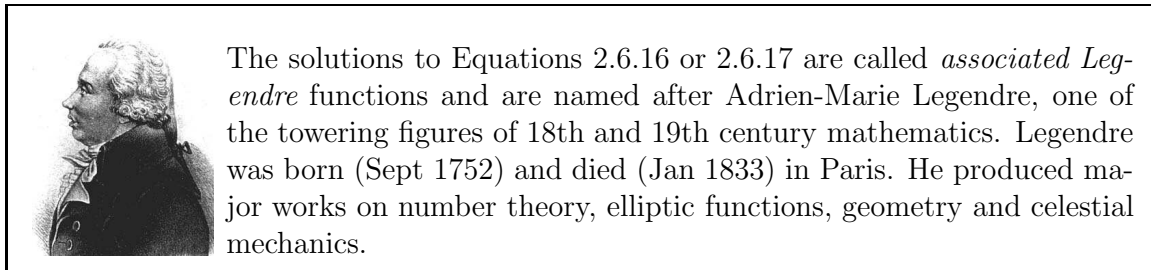 The solutions to Equations 2.6.16 or 2.6.17 are called associated Leg-
endre functions and are named after Adrien-Marie Legendre, one of
the towering figures of 18th and 19th century mathematics. Legendre
was born (Sept 1752) and died (Jan 1833) in Paris. He produced ma-
jor works on number theory, elliptic functions, geometry and celestial
mechanics.